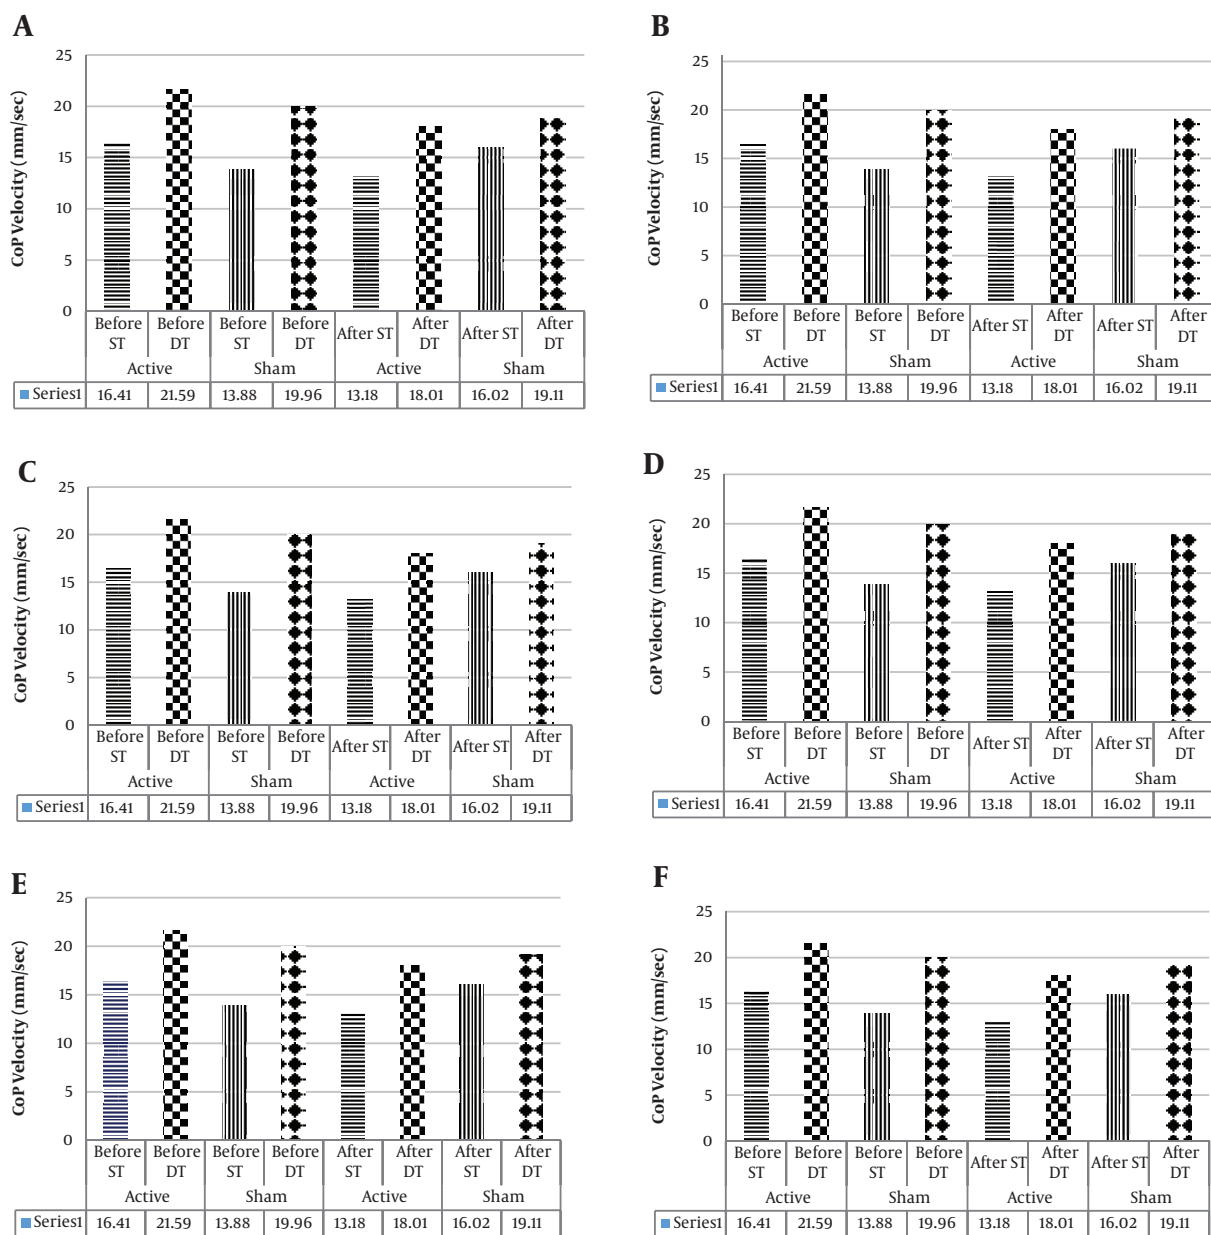 A
CoP Velocity (mm/sec)
25
20
15
10
5
0
Before ST Before DT Before ST Before DT After ST After DT After ST After DT
Active Sham Active Sham
Series1 16.41 21.59 13.88 19.96 13.18 18.01 16.02 19.11
B
CoP Velocity (mm/sec)
25
20
15
10
5
0
Before ST Before DT Before ST Before DT After ST After DT After ST After DT
Active Sham Active Sham
Series1 16.41 21.59 13.88 19.96 13.18 18.01 16.02 19.11
C
CoP Velocity (mm/sec)
25
20
15
10
5
0
Before ST Before DT Before ST Before DT After ST After DT After ST After DT
Active Sham Active Sham
Series1 16.41 21.59 13.88 19.96 13.18 18.01 16.02 19.11
D
CoP Velocity (mm/sec)
25
20
15
10
5
0
Before ST Before DT Before ST Before DT After ST After DT After ST After DT
Active Sham Active Sham
Series1 16.41 21.59 13.88 19.96 13.18 18.01 16.02 19.11
E
CoP Velocity (mm/sec)
25
20
15
10
5
0
Before ST Before DT Before ST Before DT After ST After DT After ST After DT
Active Sham Active Sham
Series1 16.41 21.59 13.88 19.96 13.18 18.01 16.02 19.11
F
CoP Velocity (mm/sec)
25
20
15
10
5
0
Before ST Before DT Before ST Before DT After ST After DT After ST After DT
Active Sham Active Sham
Series1 16.41 21.59 13.88 19.96 13.18 18.01 16.02 19.11